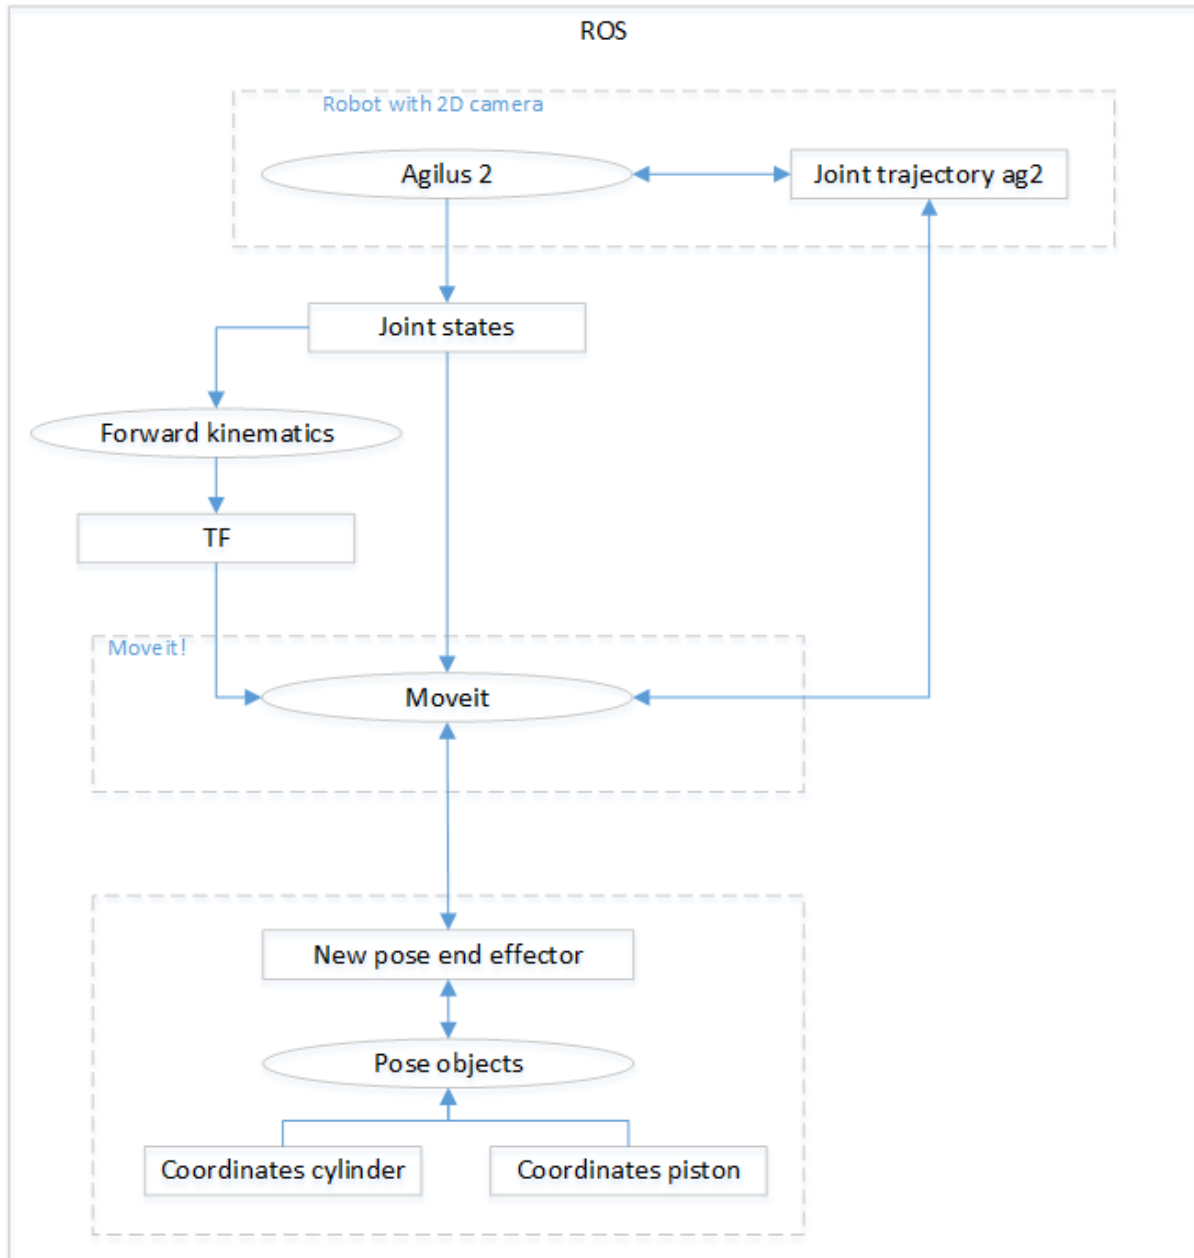 ROS
Robot with 2D camera
Agilus 2
Joint trajectory ag2
Joint states
Forward kinematics
TF
Moveit!
Moveit
New pose end effector
Pose objects
Coordinates cylinder
Coordinates piston